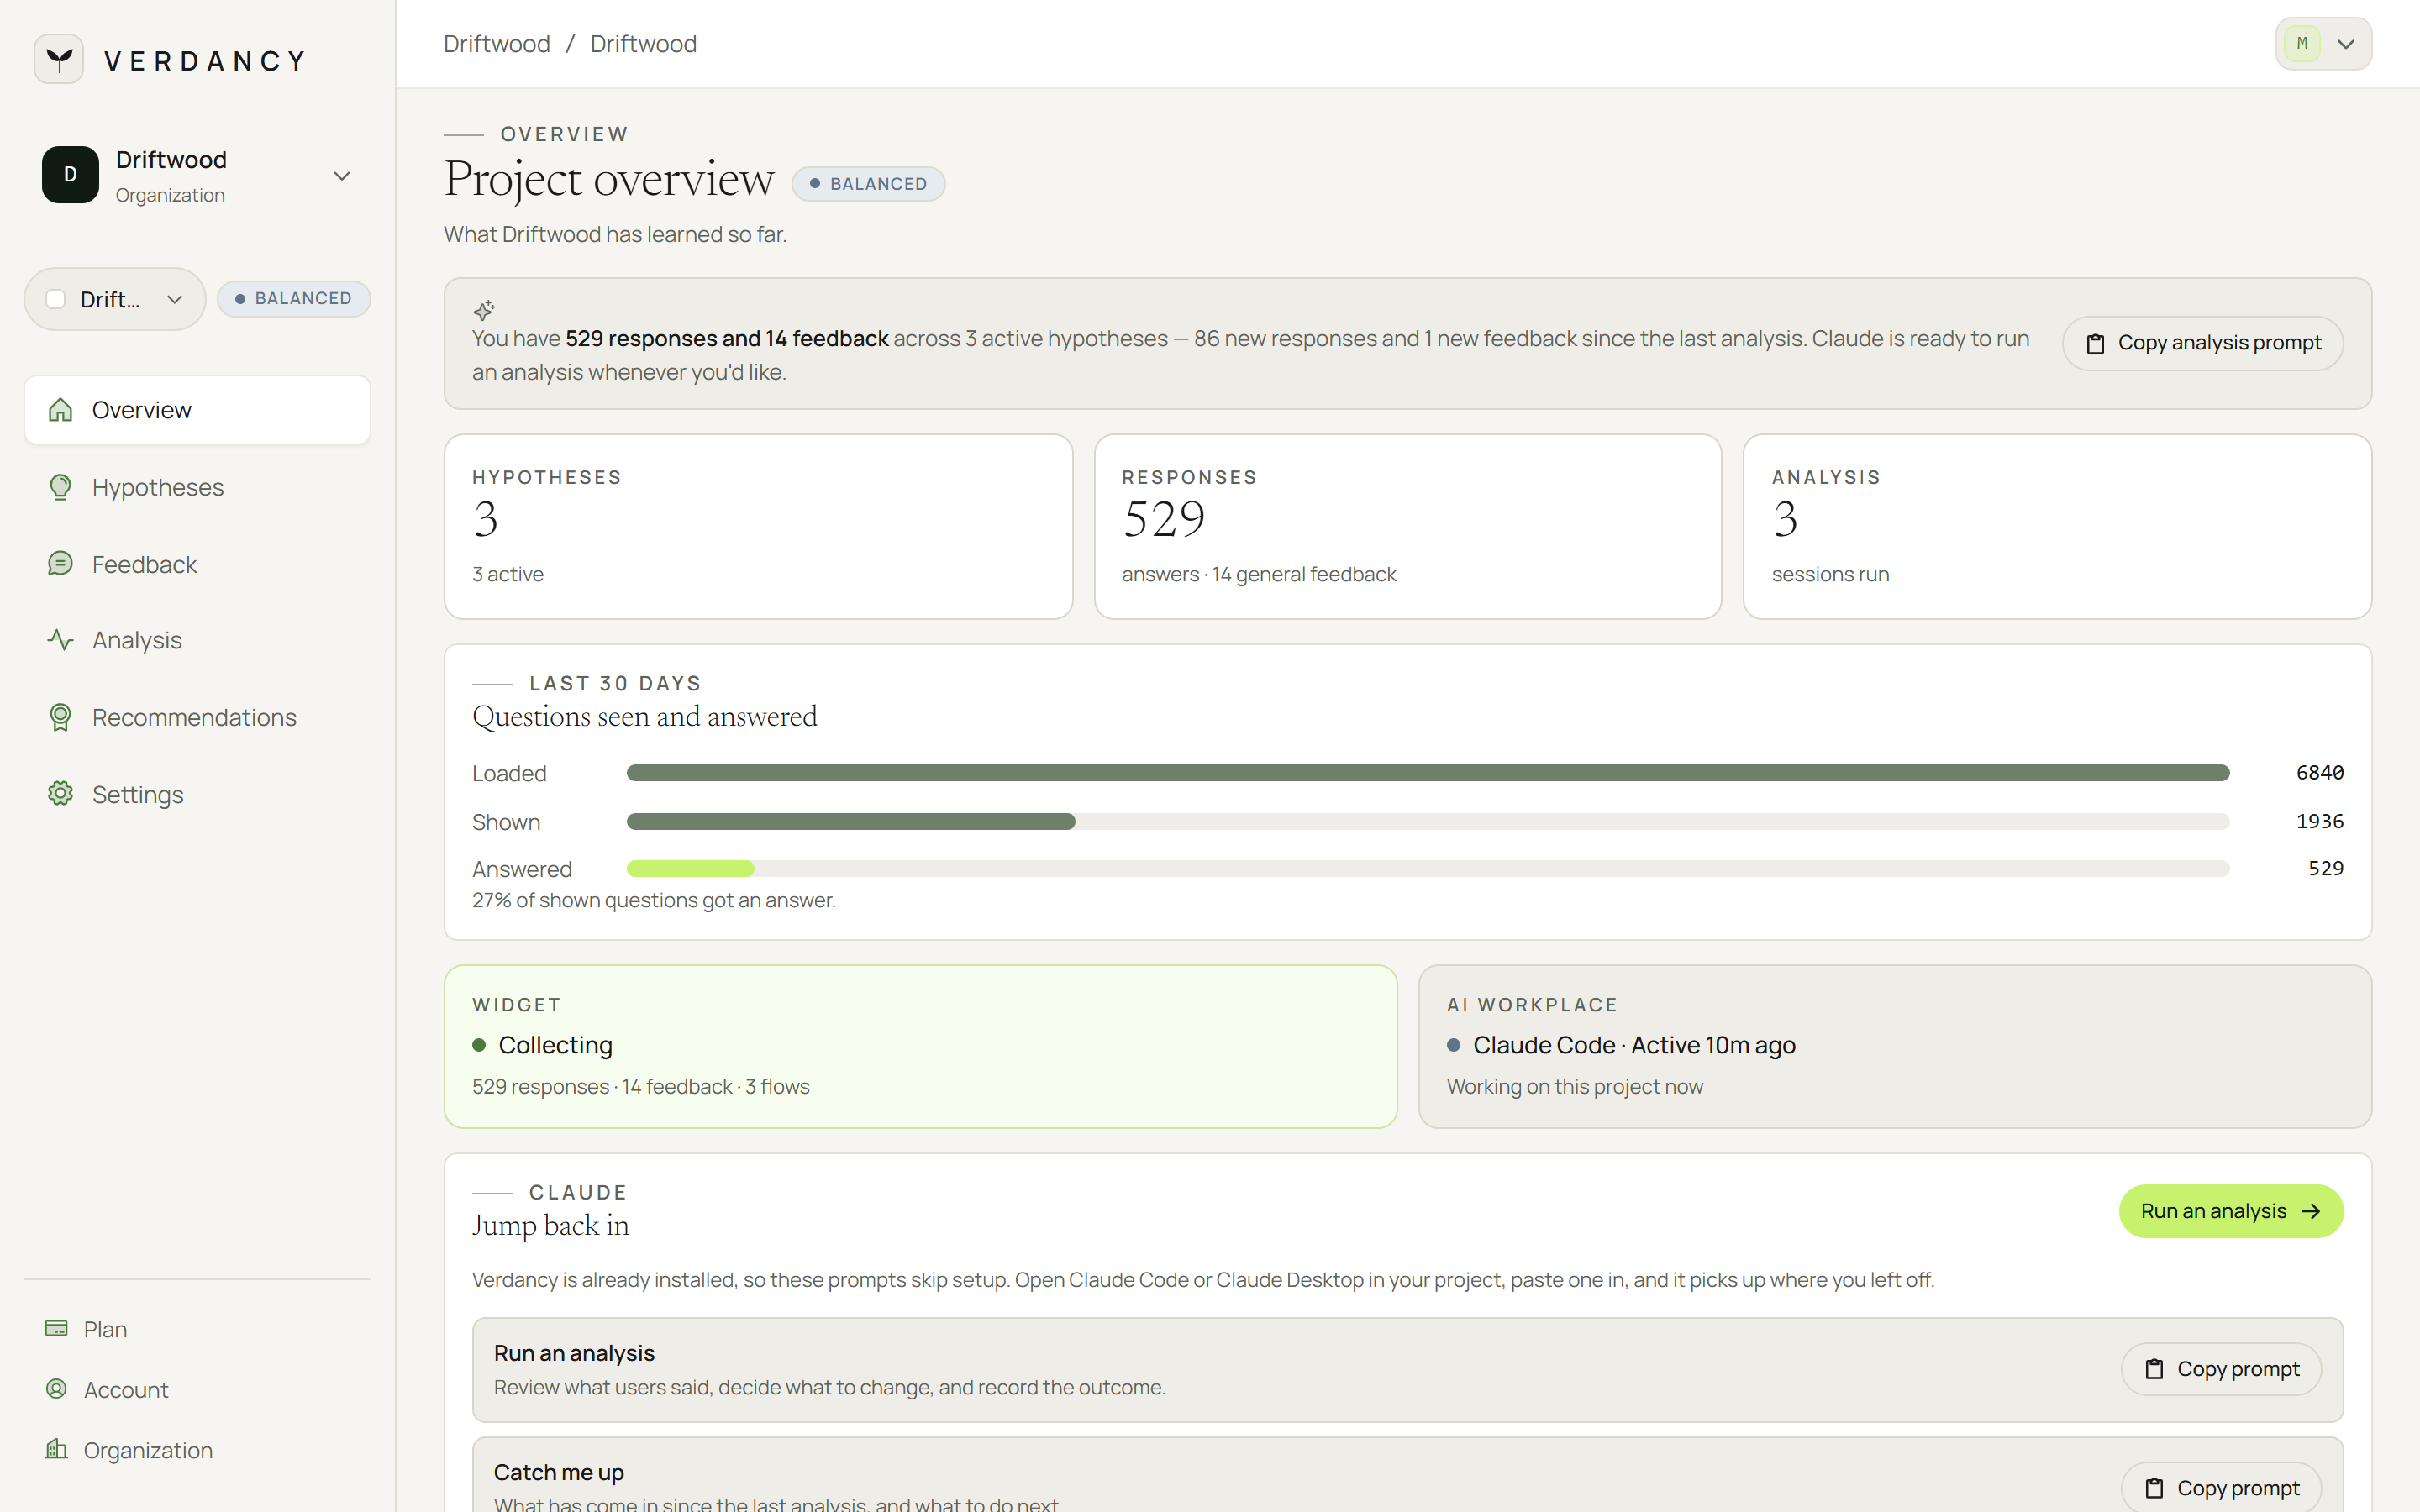 VERDANCY
Driftwood / Driftwood
M
D
Driftwood
Organization
Drift...
BALANCED
Overview
Hypotheses
Feedback
Analysis
Recommendations
Settings
Plan
Account
Organization
OVERVIEW
Project overview
BALANCED
What Driftwood has learned so far.
You have 529 responses and 14 feedback across 3 active hypotheses — 86 new responses and 1 new feedback since the last analysis. Claude is ready to run
an analysis whenever you'd like.
Copy analysis prompt
HYPOTHESES
3
3 active
RESPONSES
529
answers · 14 general feedback
ANALYSIS
3
sessions run
LAST 30 DAYS
Questions seen and answered
Loaded 6840
Shown 1936
Answered 529
27% of shown questions got an answer.
WIDGET
Collecting
529 responses · 14 feedback · 3 flows
AI WORKPLACE
Claude Code · Active 10m ago
Working on this project now
CLAUDE
Jump back in
Run an analysis
Verdancy is already installed, so these prompts skip setup. Open Claude Code or Claude Desktop in your project, paste one in, and it picks up where you left off.
Run an analysis
Review what users said, decide what to change, and record the outcome.
Copy prompt
Catch me up
What has come in since the last analysis, and what to do next
Copy prompt